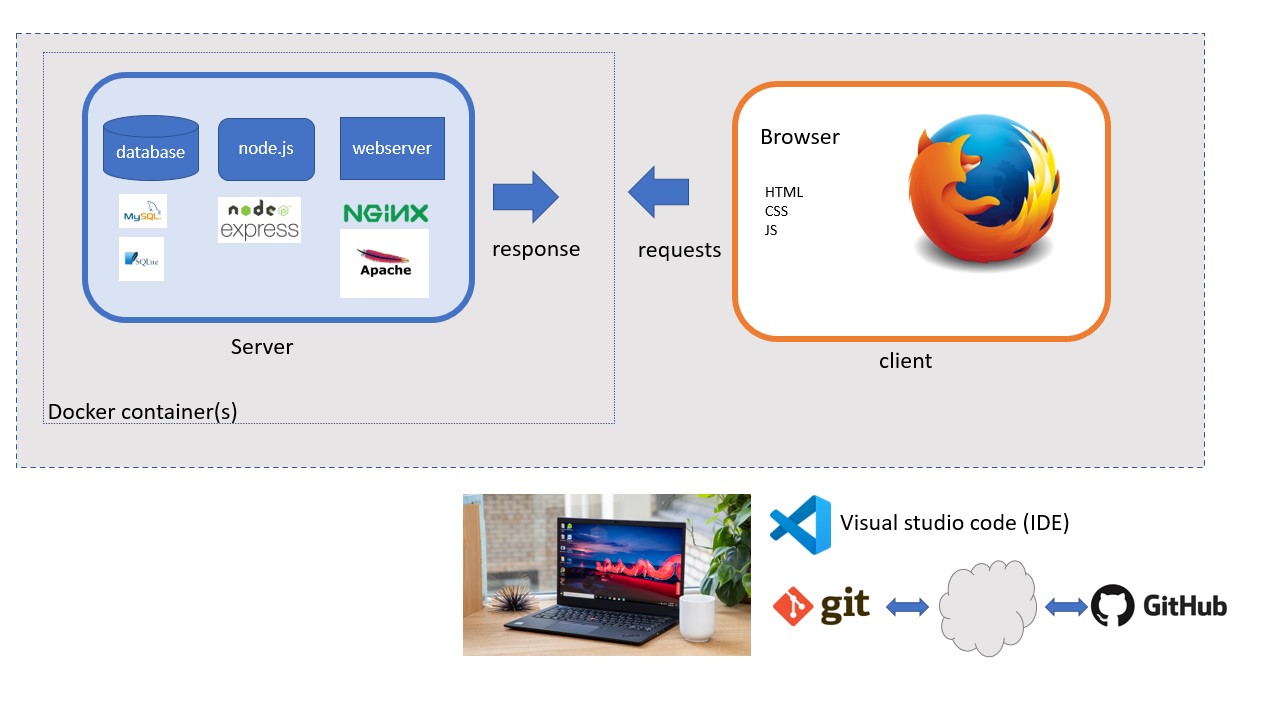 database
node.js
webserver
MySQL
node
express
NGINX
SQLite
Apache
Server
Docker container(s)
response
requests
Browser
HTML
CSS
JS
client
Visual studio code (IDE)
git
GitHub